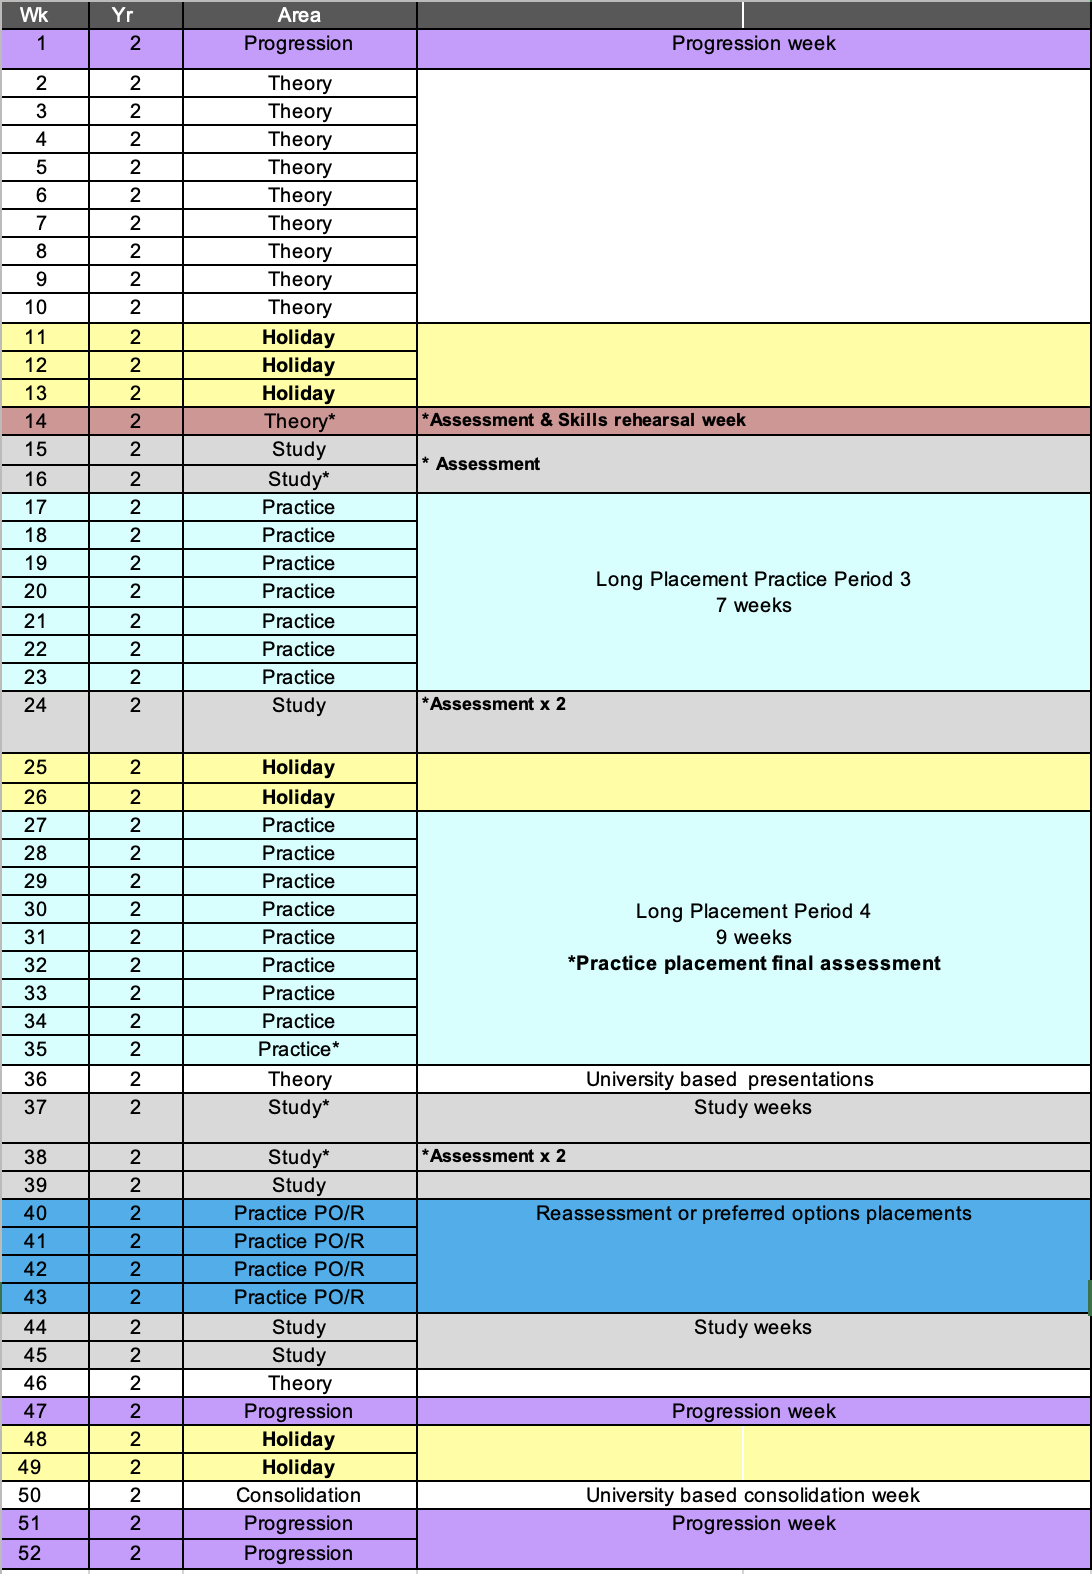 Wk Yr Area
1 2 Progression Progression week
2 2 Theory
3 2 Theory
4 2 Theory
5 2 Theory
6 2 Theory
7 2 Theory
8 2 Theory
9 2 Theory
10 2 Theory
11 2 Holiday
12 2 Holiday
13 2 Holiday
14 2 Theory* *Assessment & Skills rehearsal week
15 2 Study
* Assessment
16 2 Study*
17 2 Practice
18 2 Practice
19 2 Practice
Long Placement Practice Period 3
20 2 Practice
7 weeks
21 2 Practice
22 2 Practice
23 2 Practice
24 2 Study *Assessment x 2
25 2 Holiday
26 2 Holiday
27 2 Practice
28 2 Practice
29 2 Practice
30 2 Practice
Long Placement Period 4
31 2 Practice
9 weeks
32 2 Practice
*Practice placement final assessment
33 2 Practice
34 2 Practice
35 2 Practice*
36 2 Theory University based presentations
37 2 Study* Study weeks
38 2 Study* *Assessment x 2
39 2 Study
40 2 Practice PO/R Reassessment or preferred options placements
41 2 Practice PO/R
42 2 Practice PO/R
43 2 Practice PO/R
44 2 Study Study weeks
45 2 Study
46 2 Theory
47 2 Progression Progression week
48 2 Holiday
49 2 Holiday
50 2 Consolidation University based consolidation week
51 2 Progression Progression week
52 2 Progression